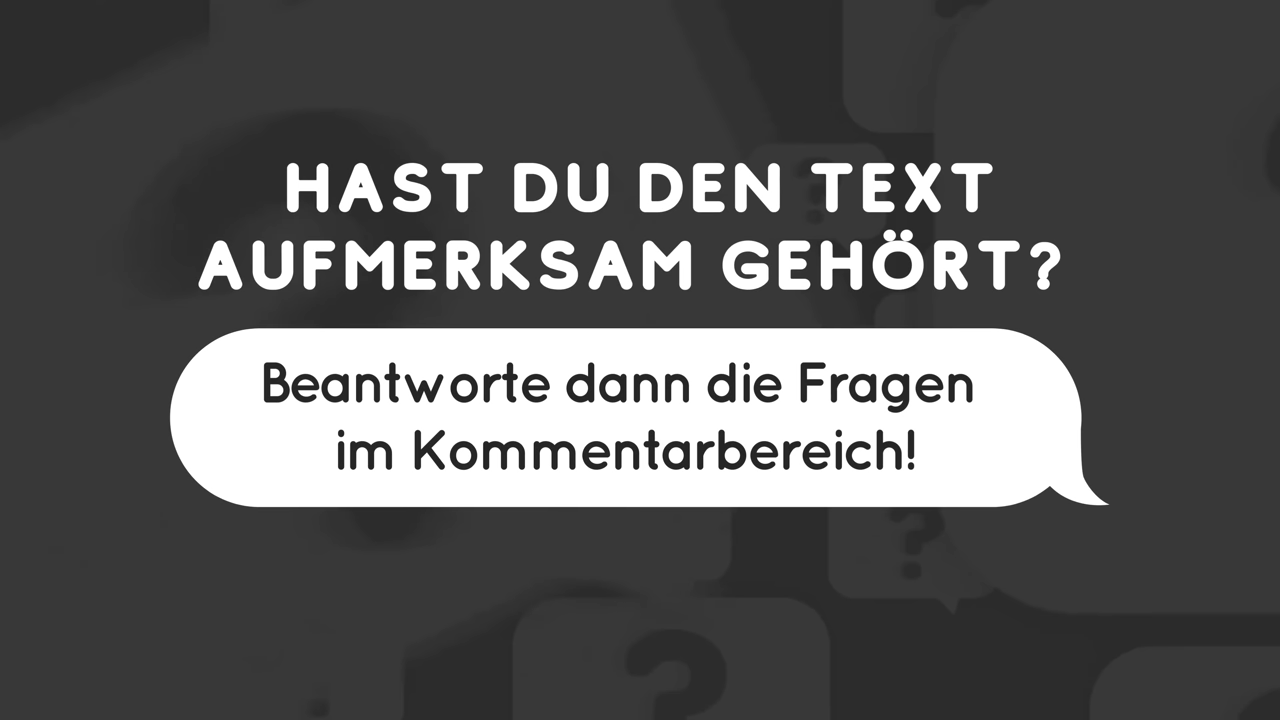 HAST DU DEN TEXT
AUFMERKSAM GEHÖRT?
Beantworte dann die Fragen
im Kommentarbereich!